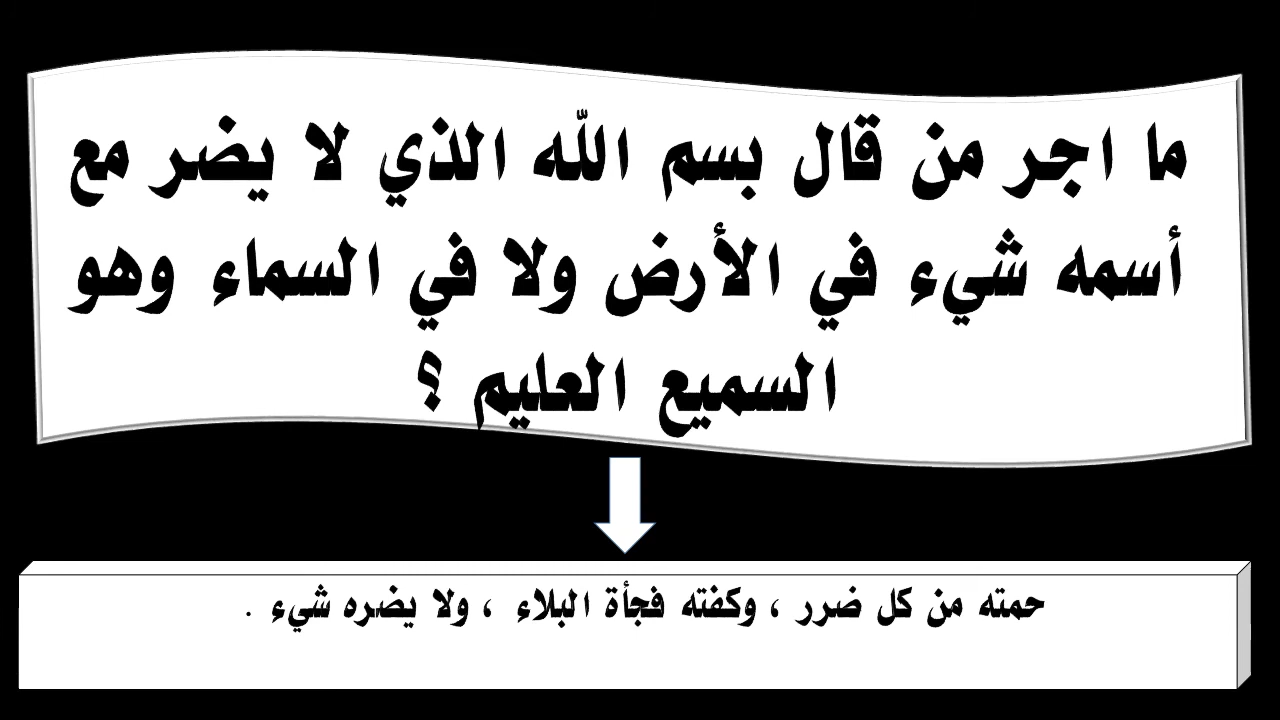 ما اجر من قال بسم الله الذي لا يضر مع
أسمه شيء في الأرض ولا في السماء وهو
السميع العليم ؟
حمته من كل ضرر ، وكفته فجأة البلاء ، ولا يضره شيء .